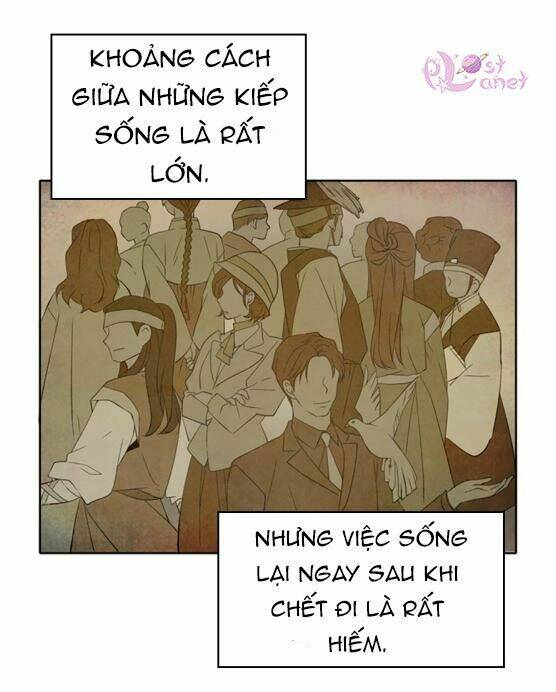 Lost
Planet
KHOẢNG CÁCH
GIỮA NHỮNG KIẾP
SỐNG LÀ RẤT
LỚN.
NHƯNG VIỆC SỐNG
LẠI NGAY SAU KHI
CHẾT ĐI LÀ RẤT
HIẾM.